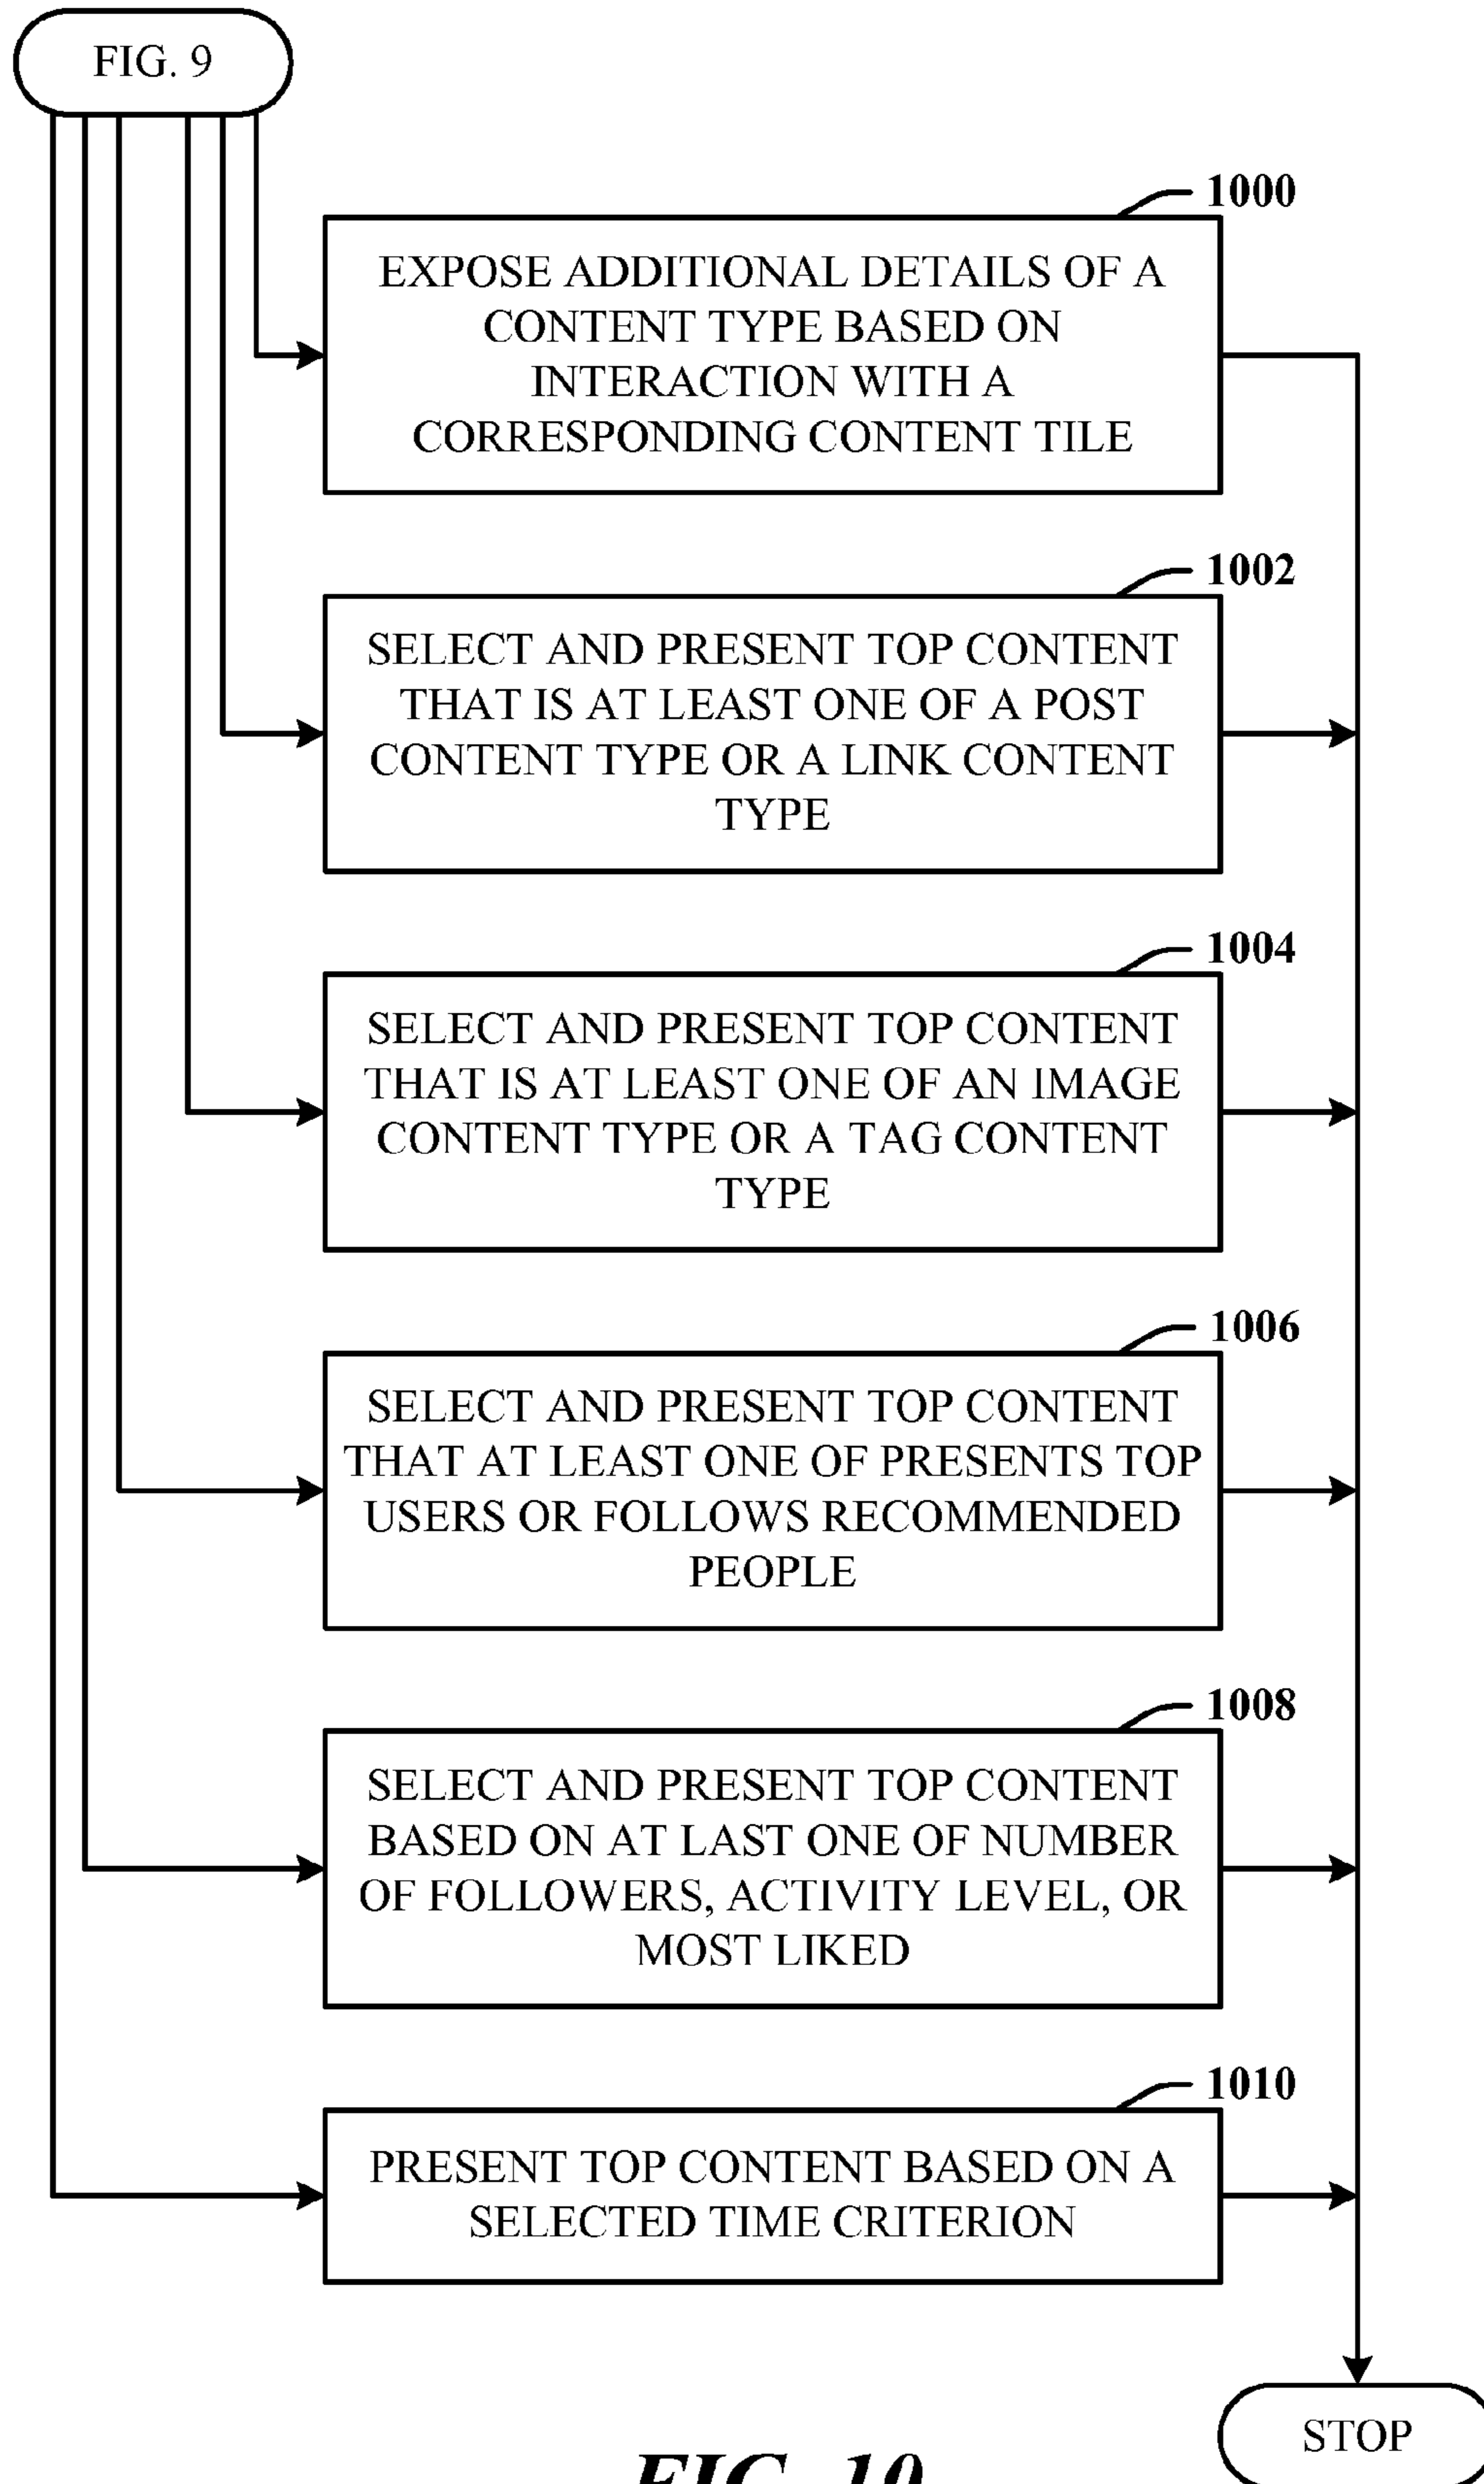 FIG. 9
1000
EXPOSE ADDITIONAL DETAILS OF A
CONTENT TYPE BASED ON
INTERACTION WITH A
CORRESPONDING CONTENT TILE
1002
SELECT AND PRESENT TOP CONTENT
THAT IS AT LEAST ONE OF A POST
CONTENT TYPE OR A LINK CONTENT
TYPE
1004
SELECT AND PRESENT TOP CONTENT
THAT IS AT LEAST ONE OF AN IMAGE
CONTENT TYPE OR A TAG CONTENT
TYPE
1006
SELECT AND PRESENT TOP CONTENT
THAT AT LEAST ONE OF PRESENTS TOP
USERS OR FOLLOWS RECOMMENDED
PEOPLE
1008
SELECT AND PRESENT TOP CONTENT
BASED ON AT LAST ONE OF NUMBER
OF FOLLOWERS, ACTIVITY LEVEL, OR
MOST LIKED
1010
PRESENT TOP CONTENT BASED ON A
SELECTED TIME CRITERION
STOP
FIG. 10